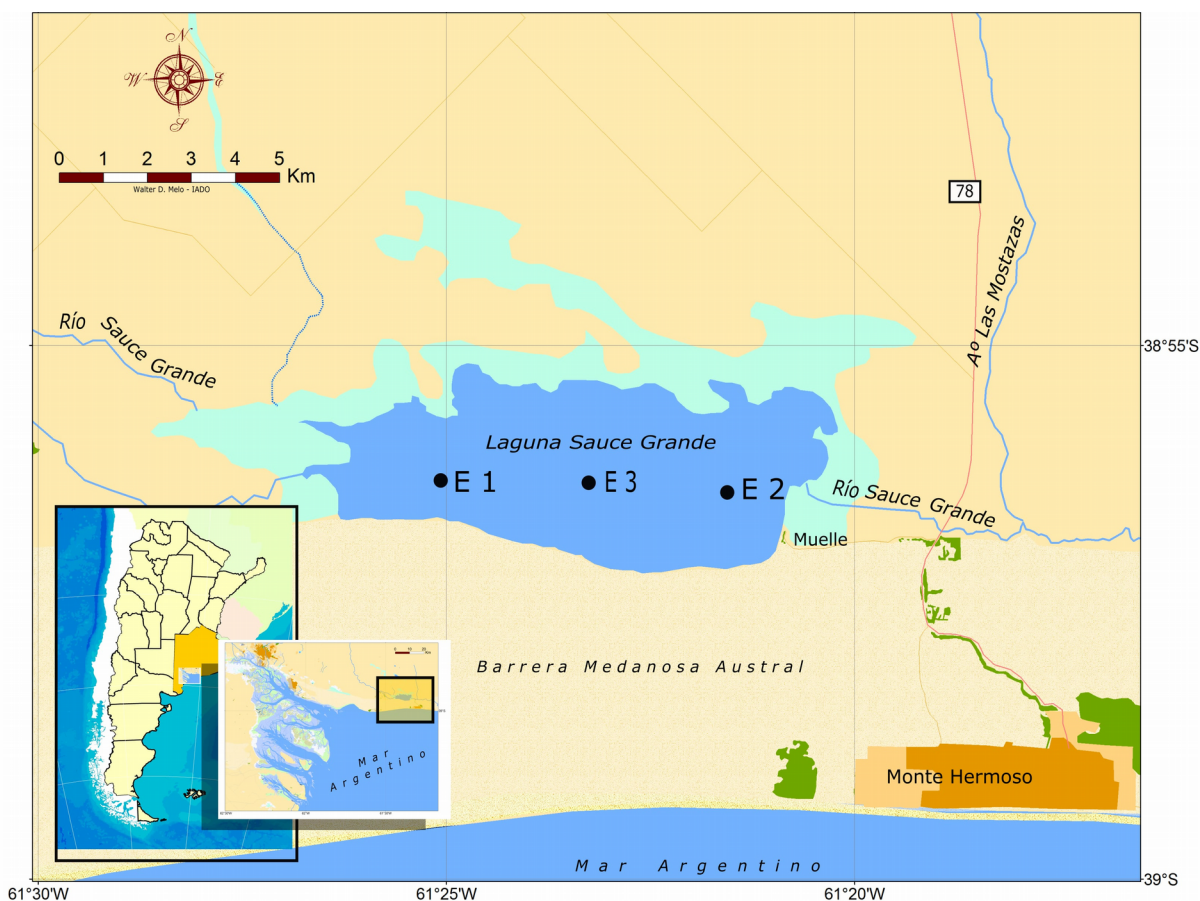 N
W
E
S
0 1 2 3 4 5
Km
Walter D. Melo - IADO
78
Río Sauce Grande
Aº Las Mostazas
38°55'S
Laguna Sauce Grande
E 1
E 3
E 2
Río Sauce Grande
Muelle
Barrera Medanosa Austral
Mar
Argentino
Monte Hermoso
Mar Argentino
39°S
61°30'W
61°25'W
61°20'W